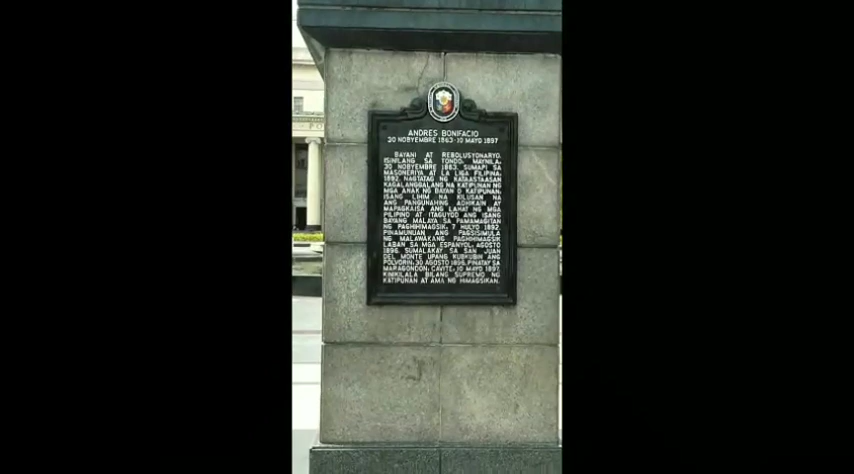 ANDRES BONIFACIO
30 NOBYEMBRE 1863-10 MAYO 1897
BAYANI AT REBOLUSYONARYO.
ISINILANG SA TONDO, MAYNILA,
30 NOBYEMBRE 1863. SUMAPI SA
MASONERIYA AT LA LIGA FILIPINA,
1892. NAGTATAG NG KATAASTAASAN
KAGALANGGALANG NA KATIPUNAN NG
MGA ANAK NG BAYAN O KATIPUNAN,
ISANG LIHIM NA KILUSAN NA
ANG PANGUNAHING ADHIKAIN AY
MAPAGKAISA ANG LAHAT NG MGA
PILIPINO AT ITAGUYOD ANG ISANG
BAYANG MALAYA SA PAMAMAGITAN
NG PAGHIHIMAGSIK, 7 HULYO 1892.
PINAMUNUAN ANG PAGSISIMULA
NG MALAWAKANG PAGHIHIMAGSIK
LABAN SA MGA ESPANYOL, AGOSTO
1896. SUMALAKAY SA SAN JUAN
DEL MONTE UPANG KUBKUBIN ANG
POLVORIN, 30 AGOSTO 1896. PINATAY SA
MARAGONDON, CAVITE, 10 MAYO 1897.
KINIKILALA BILANG SUPREMO NG
KATIPUNAN AT AMA NG HIMAGSIKAN.